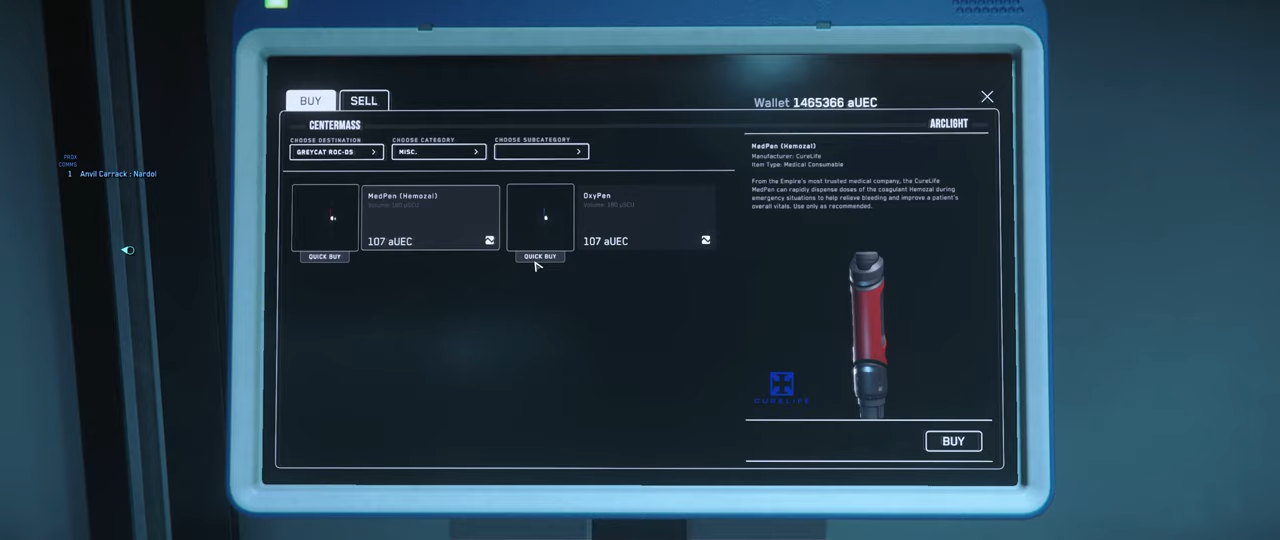 BUY
SELL
Wallet 1465366 aUEC
CENTERMASS
ARCLIGHT
CHOOSE DESTINATION
CHOOSE CATEGORY
CHOOSE SUBCATEGORY
GREYCAT ROC-DS >
MISC. >
>
MedPen (Hemozal)
Volume: 180 µSCU
107 aUEC
QUICK BUY
OxyPen
107 aUEC
QUICK BUY
MedPen (Hemozal)
Manufacturer: CureLife
Item Type: Medical Consumable
From the Empire's most trusted medical company, the CureLife
MedPen can rapidly dispense doses of the coagulant Hemozal during
emergency situations to help relieve bleeding and improve a patient's
overall vitals. Use only as recommended.
CURELIFE
BUY
PROX
COMMS
1 Anvil Carrack : Nardol